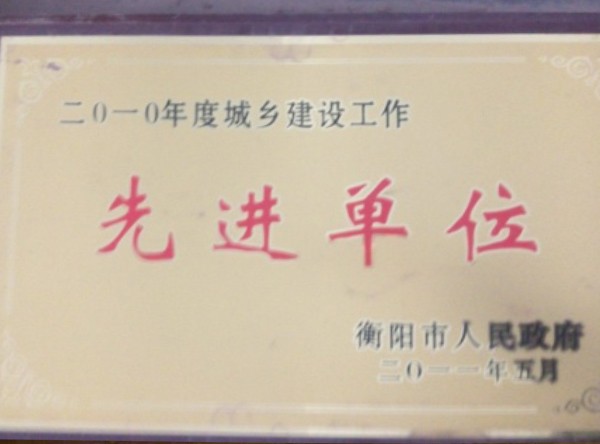 二0一0年度城乡建设工作
先进单位
衡阳市人民政府
二0一一年五月